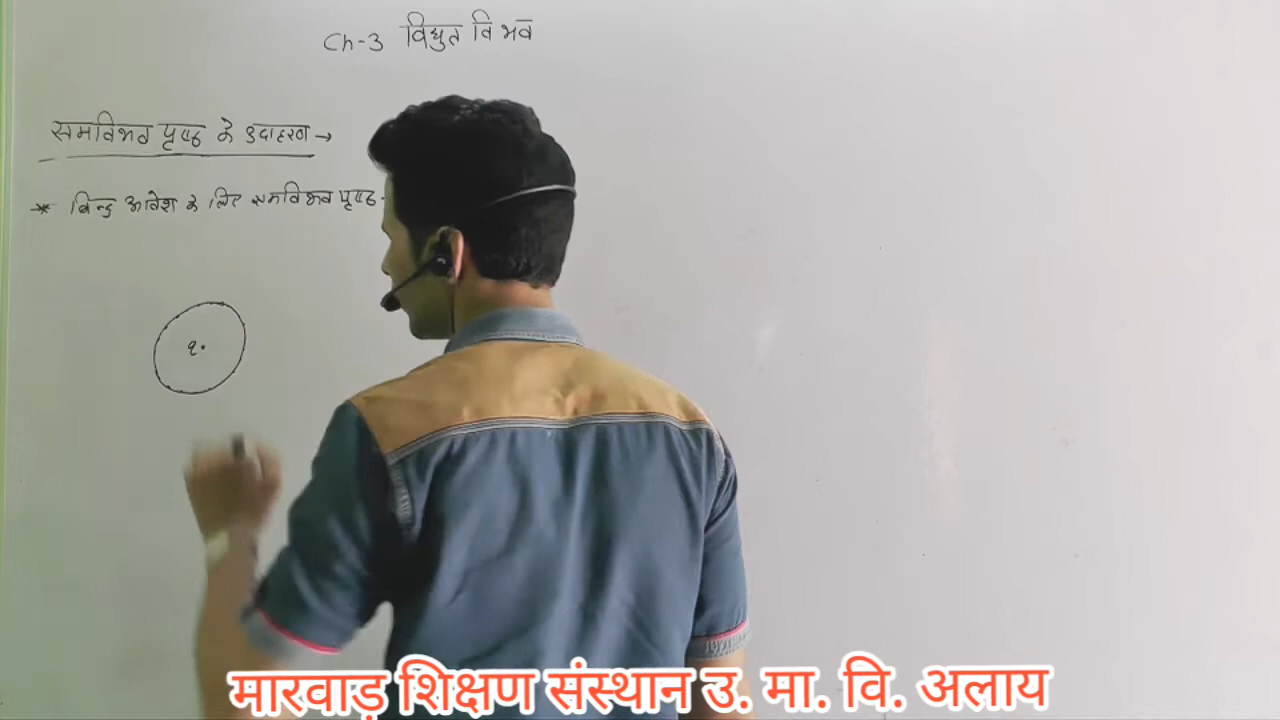 Ch-3 विधुत विभव
समविभव पृष्ठ के उदाहरण →
* बिन्दु आवेश के लिए समविभव पृष्ठ -
q.
मारवाड़ शिक्षण संस्थान उ. मा. वि. अलाय